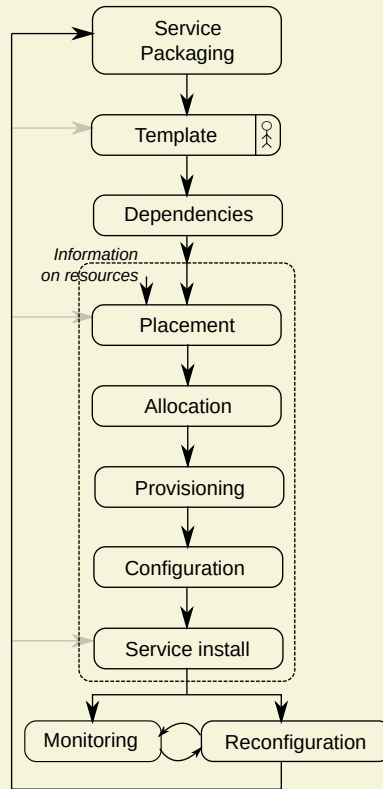 Service
Packaging
Template
Dependencies
Information
on resources
Placement
Allocation
Provisioning
Configuration
Service install
Monitoring
Reconfiguration